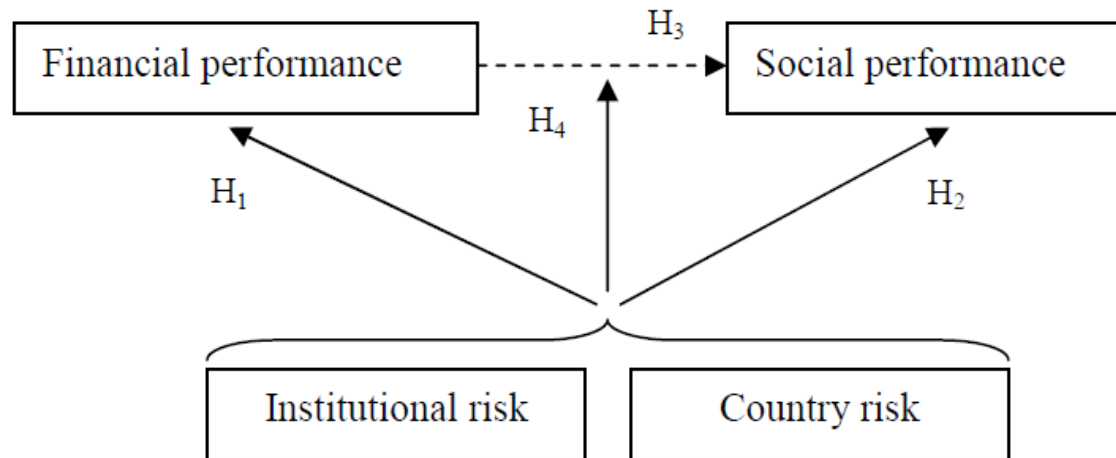 H₃
Financial performance
Social performance
H₄
H₁
H₂
Institutional risk
Country risk